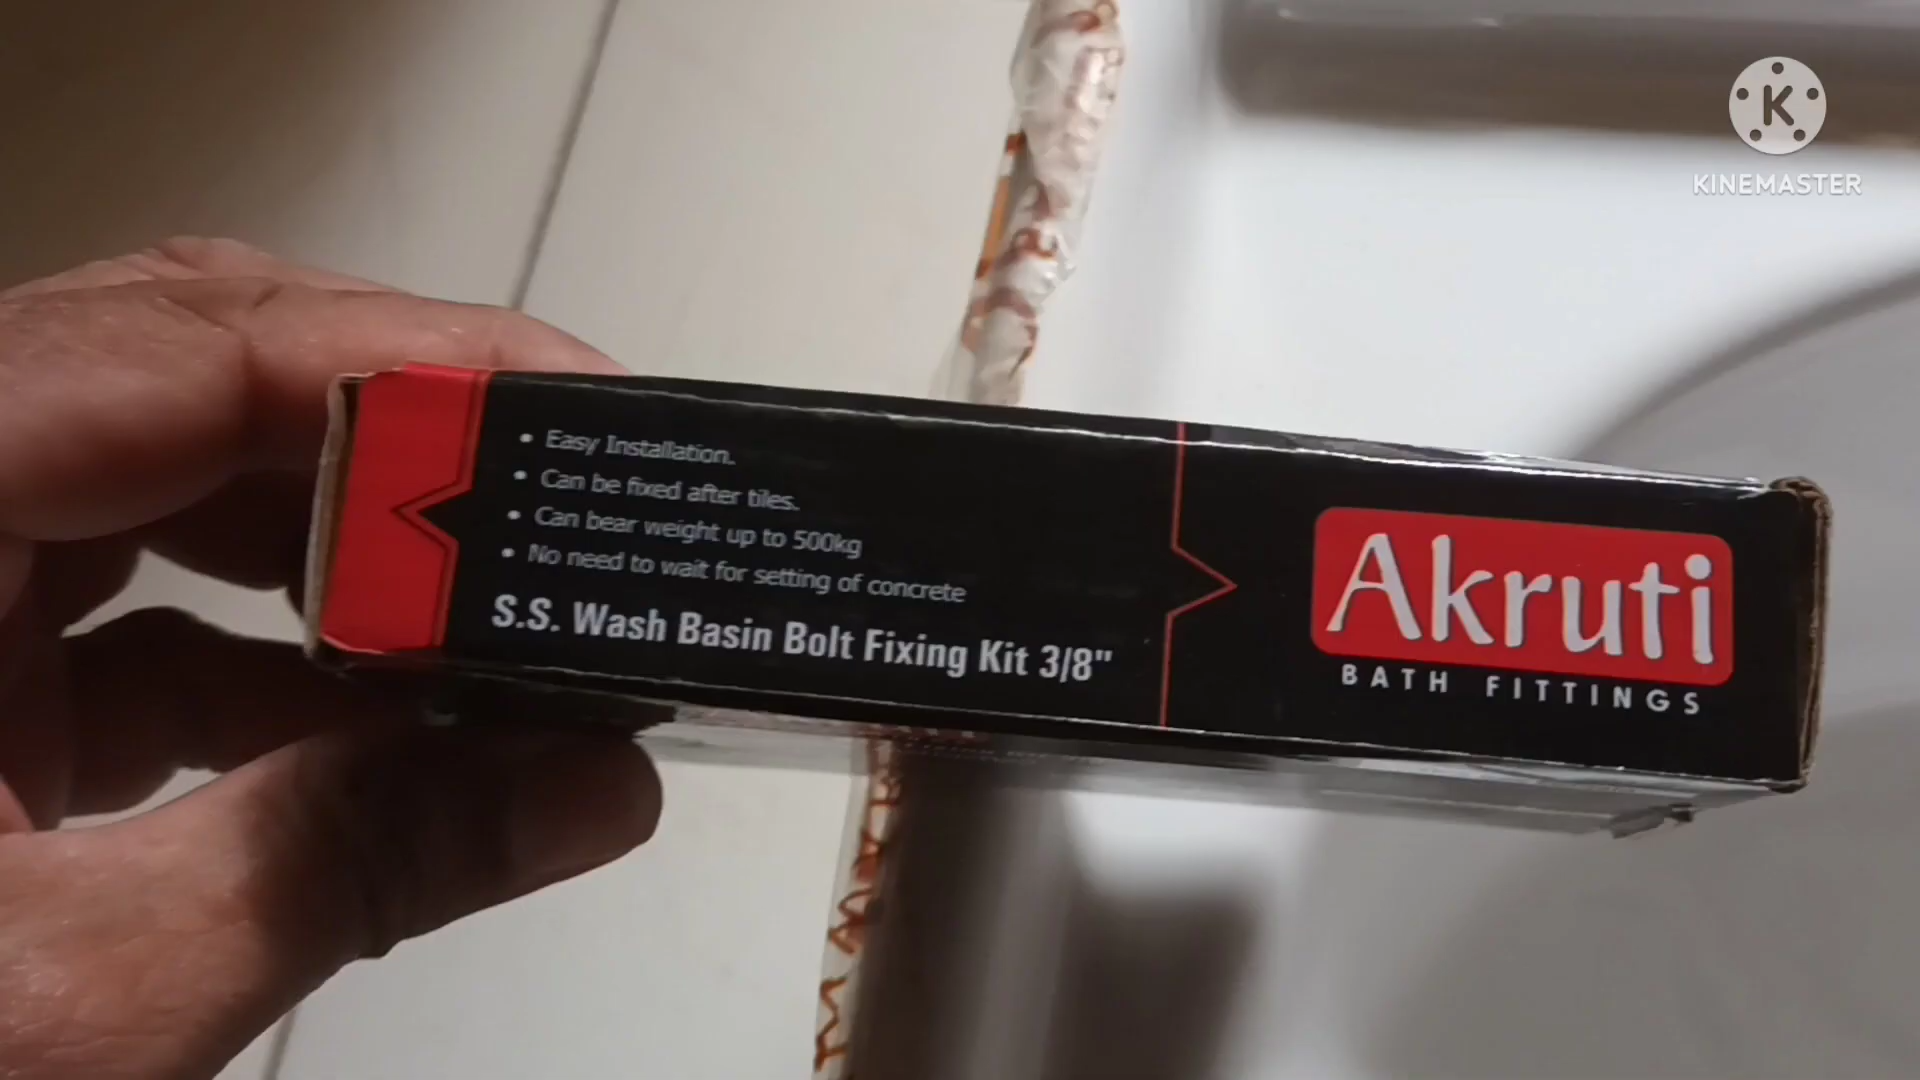 KINEMASTER
• Easy Installation.
• Can be fixed after tiles.
• Can bear weight up to 500kg
• No need to wait for setting of concrete
S.S. Wash Basin Bolt Fixing Kit 3/8"
Akruti
BATH FITTINGS